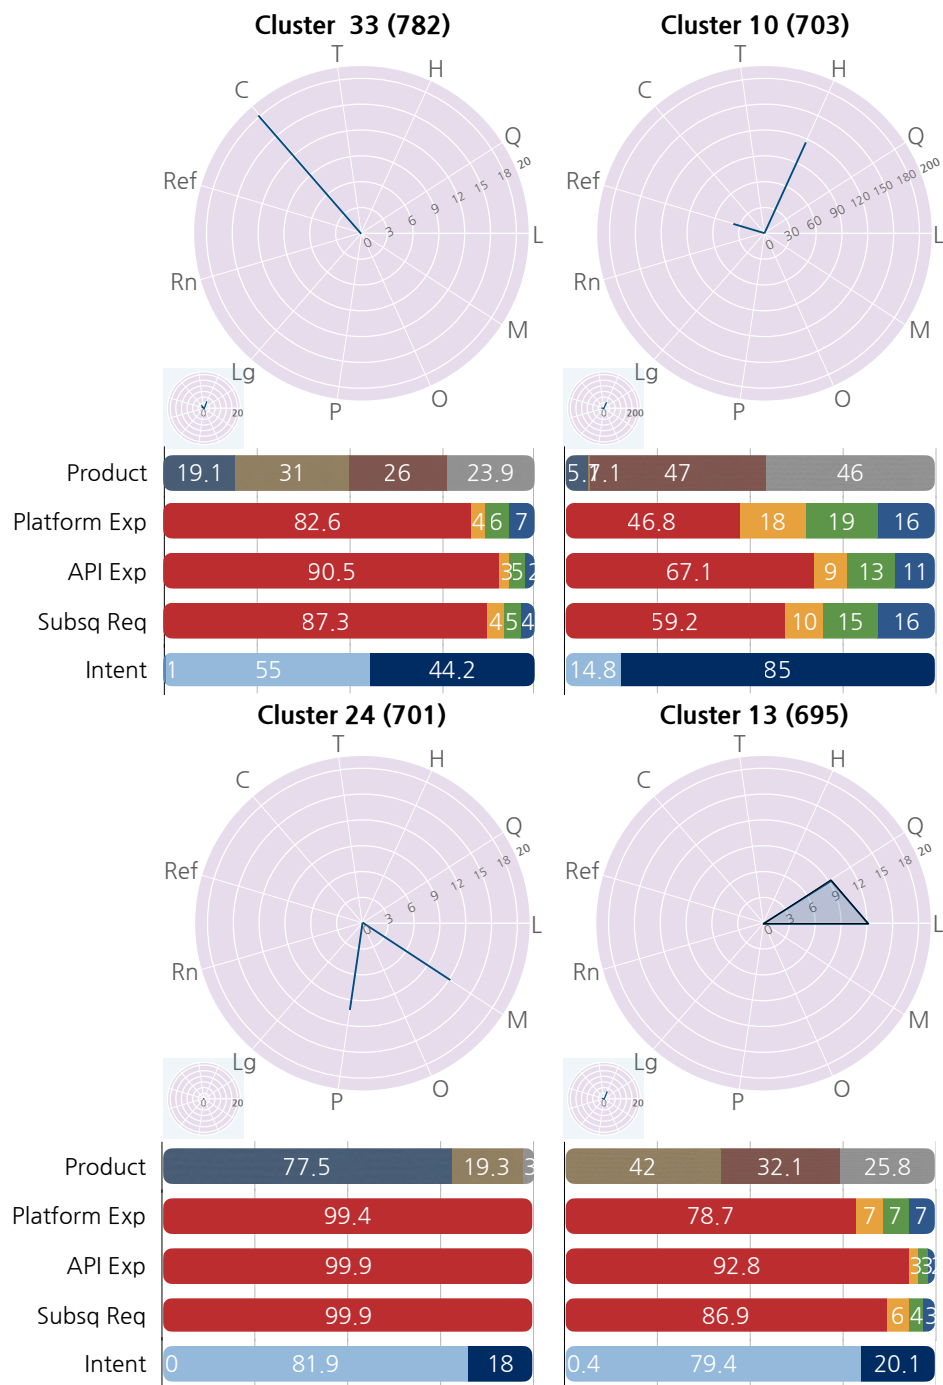 Cluster 33 (782)
T
H
C
Q
Ref
L
Rn
M
Lg
O
P
0 3 6 9 12 15 18 20
0 20
Cluster 10 (703)
T
H
C
Q
Ref
L
Rn
M
Lg
O
P
0 30 60 90 120 150 180 200
0 200
Product 19.1 31 26 23.9 5.7 7.1 47 46
Platform Exp 82.6 4 6 7 46.8 18 19 16
API Exp 90.5 3 5 2 67.1 9 13 11
Subsq Req 87.3 4 5 4 59.2 10 15 16
Intent 1 55 44.2 14.8 85
Cluster 24 (701)
T
H
C
Q
Ref
L
Rn
M
Lg
O
P
0 3 6 9 12 15 18 20
0 20
Cluster 13 (695)
T
H
C
Q
Ref
L
Rn
M
Lg
O
P
0 3 6 9 12 15 18 20
0 20
Product 77.5 19.3 3 42 32.1 25.8
Platform Exp 99.4 78.7 7 7 7
API Exp 99.9 92.8 3 3 2
Subsq Req 99.9 86.9 6 4 3
Intent 0 81.9 18 0.4 79.4 20.1